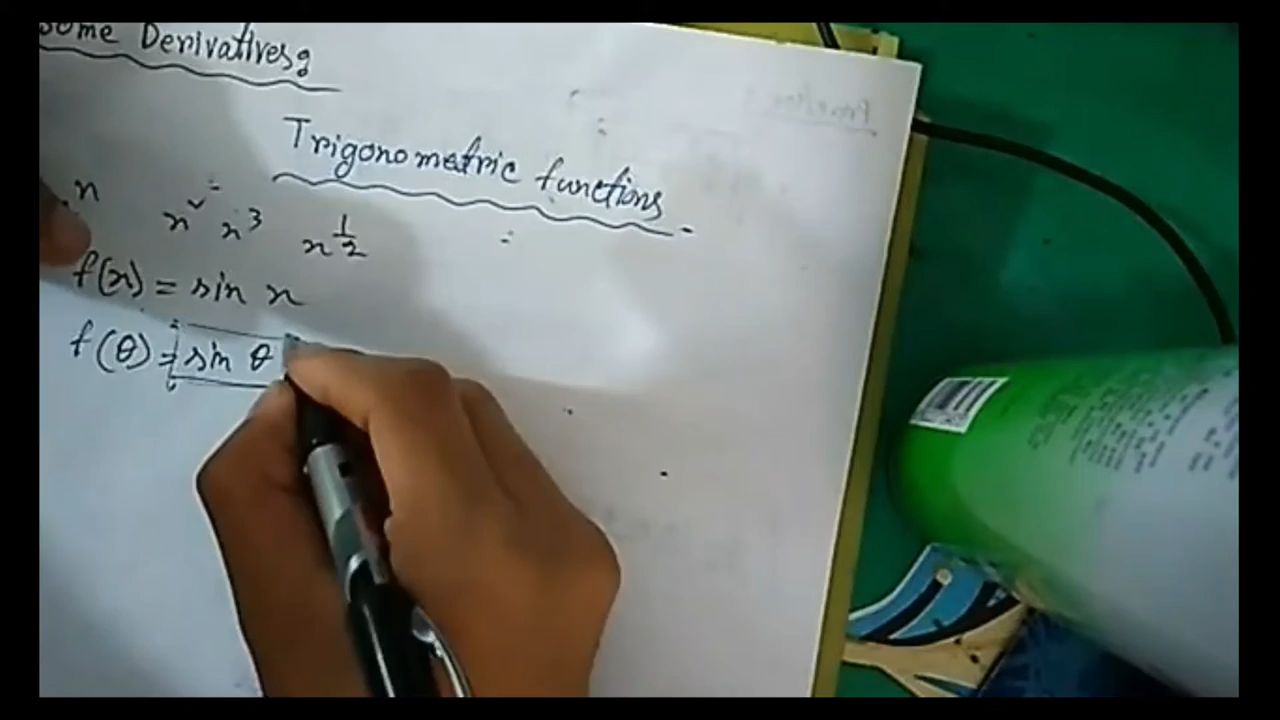 Some Derivatives:
Trigonometric functions
n
x² x³ x^{1/2}
f(x) = sin x
f(θ) = sin θ